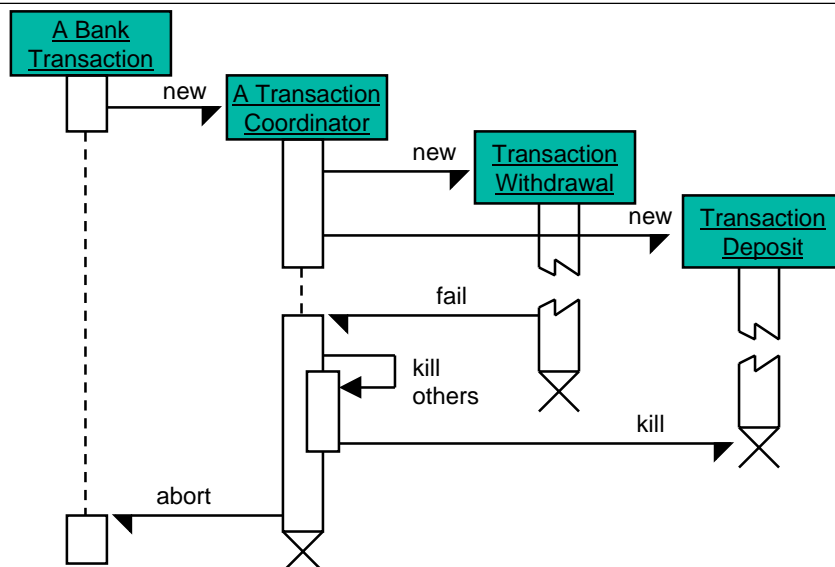 A Bank
Transaction
new
A Transaction
Coordinator
new
Transaction
Withdrawal
new
Transaction
Deposit
fail
kill
others
kill
abort